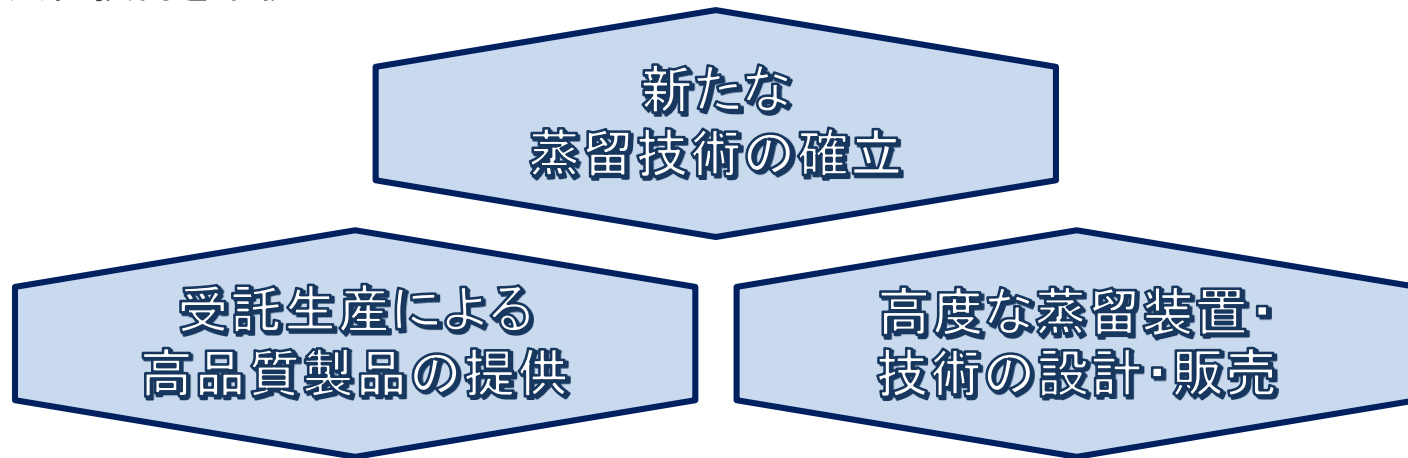 新たな
蒸留技術の確立
受託生産による
高品質製品の提供
高度な蒸留装置・
技術の設計・販売